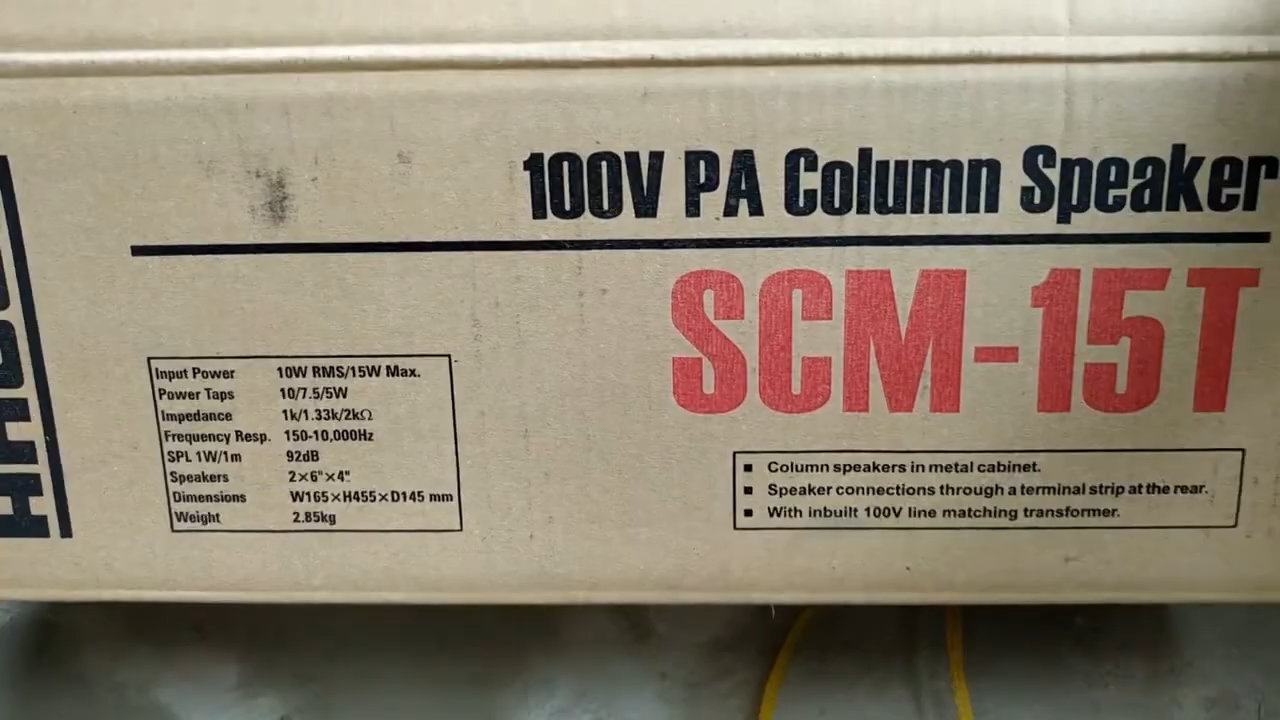 100V PA Column Speaker
SCM-15T
Input Power 10W RMS/15W Max.
Power Taps 10/7.5/5W
Impedance 1k/1.33k/2kΩ
Frequency Resp. 150-10,000Hz
SPL 1W/1m 92dB
Speakers 2×6"×4"
Dimensions W165×H455×D145 mm
Weight 2.85kg
▪ Column speakers in metal cabinet.
▪ Speaker connections through a terminal strip at the rear.
▪ With inbuilt 100V line matching transformer.